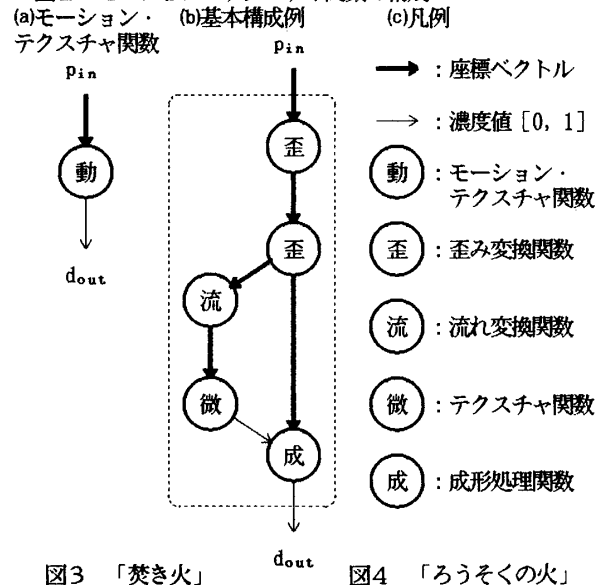 (a)モーション・
テクスチャ関数
(b)基本構成例
(c)凡例
pin
動
dout
pin
歪
歪
流
微
成
dout
：座標ベクトル
：濃度値［0, 1］
動：モーション・
テクスチャ関数
歪：歪み変換関数
流：流れ変換関数
微：テクスチャ関数
成：成形処理関数
図3　「焚き火」
図4　「ろうそくの火」